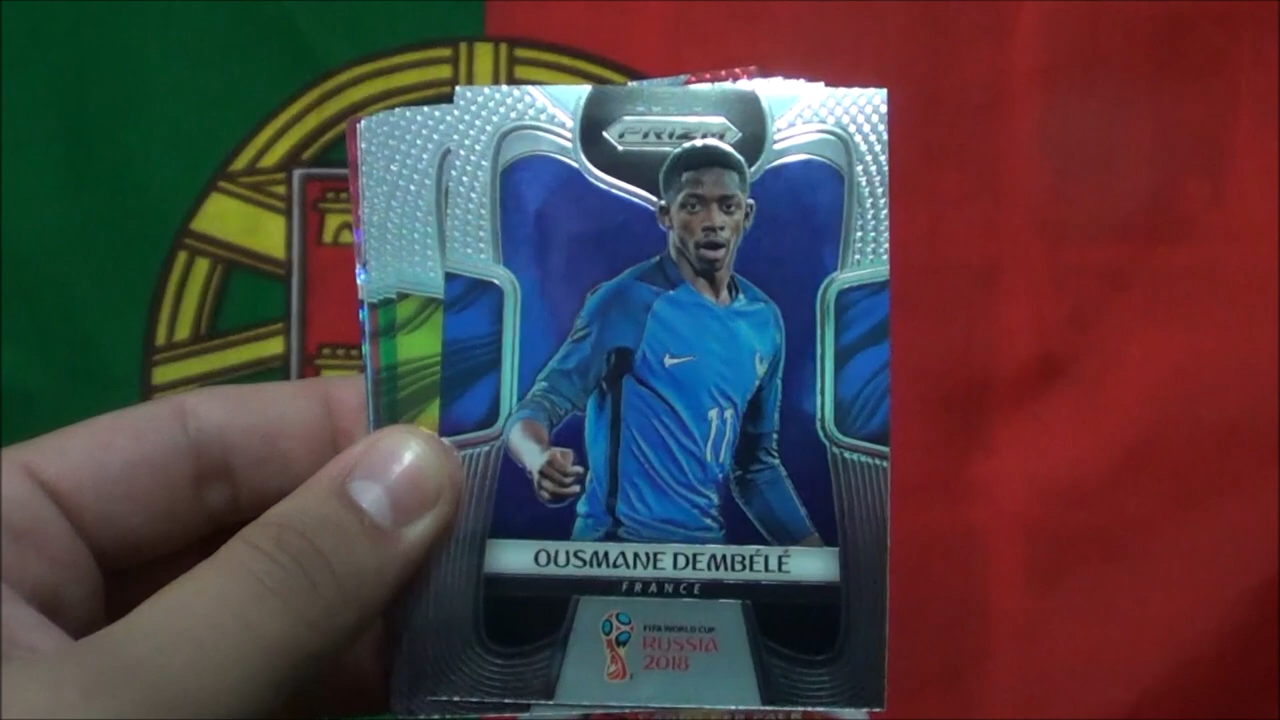 PRIZM
11
OUSMANE DEMBÉLÉ
FRANCE
FIFA WORLD CUP
RUSSIA
2018